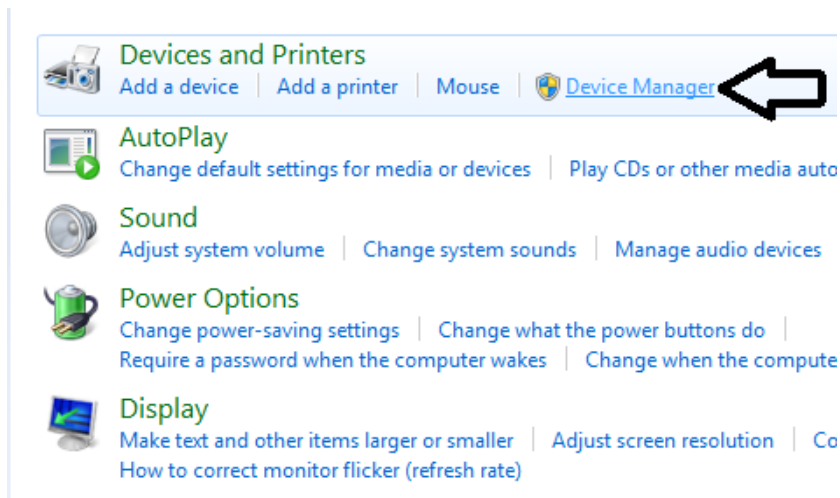 Devices and Printers
Add a device Add a printer Mouse Device Manager
AutoPlay
Change default settings for media or devices Play CDs or other media auto
Sound
Adjust system volume Change system sounds Manage audio devices
Power Options
Change power-saving settings Change what the power buttons do
Require a password when the computer wakes Change when the compute
Display
Make text and other items larger or smaller Adjust screen resolution Co
How to correct monitor flicker (refresh rate)